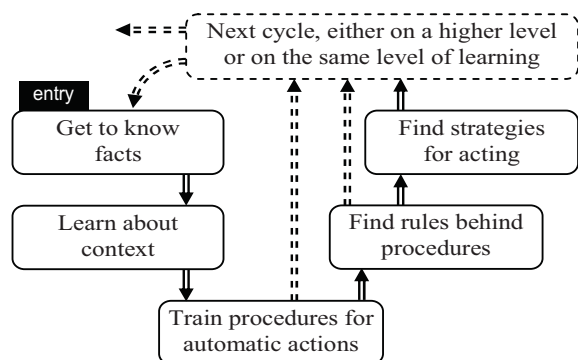 Next cycle, either on a higher level
or on the same level of learning
entry
Get to know
facts
Find strategies
for acting
Learn about
context
Find rules behind
procedures
Train procedures for
automatic actions